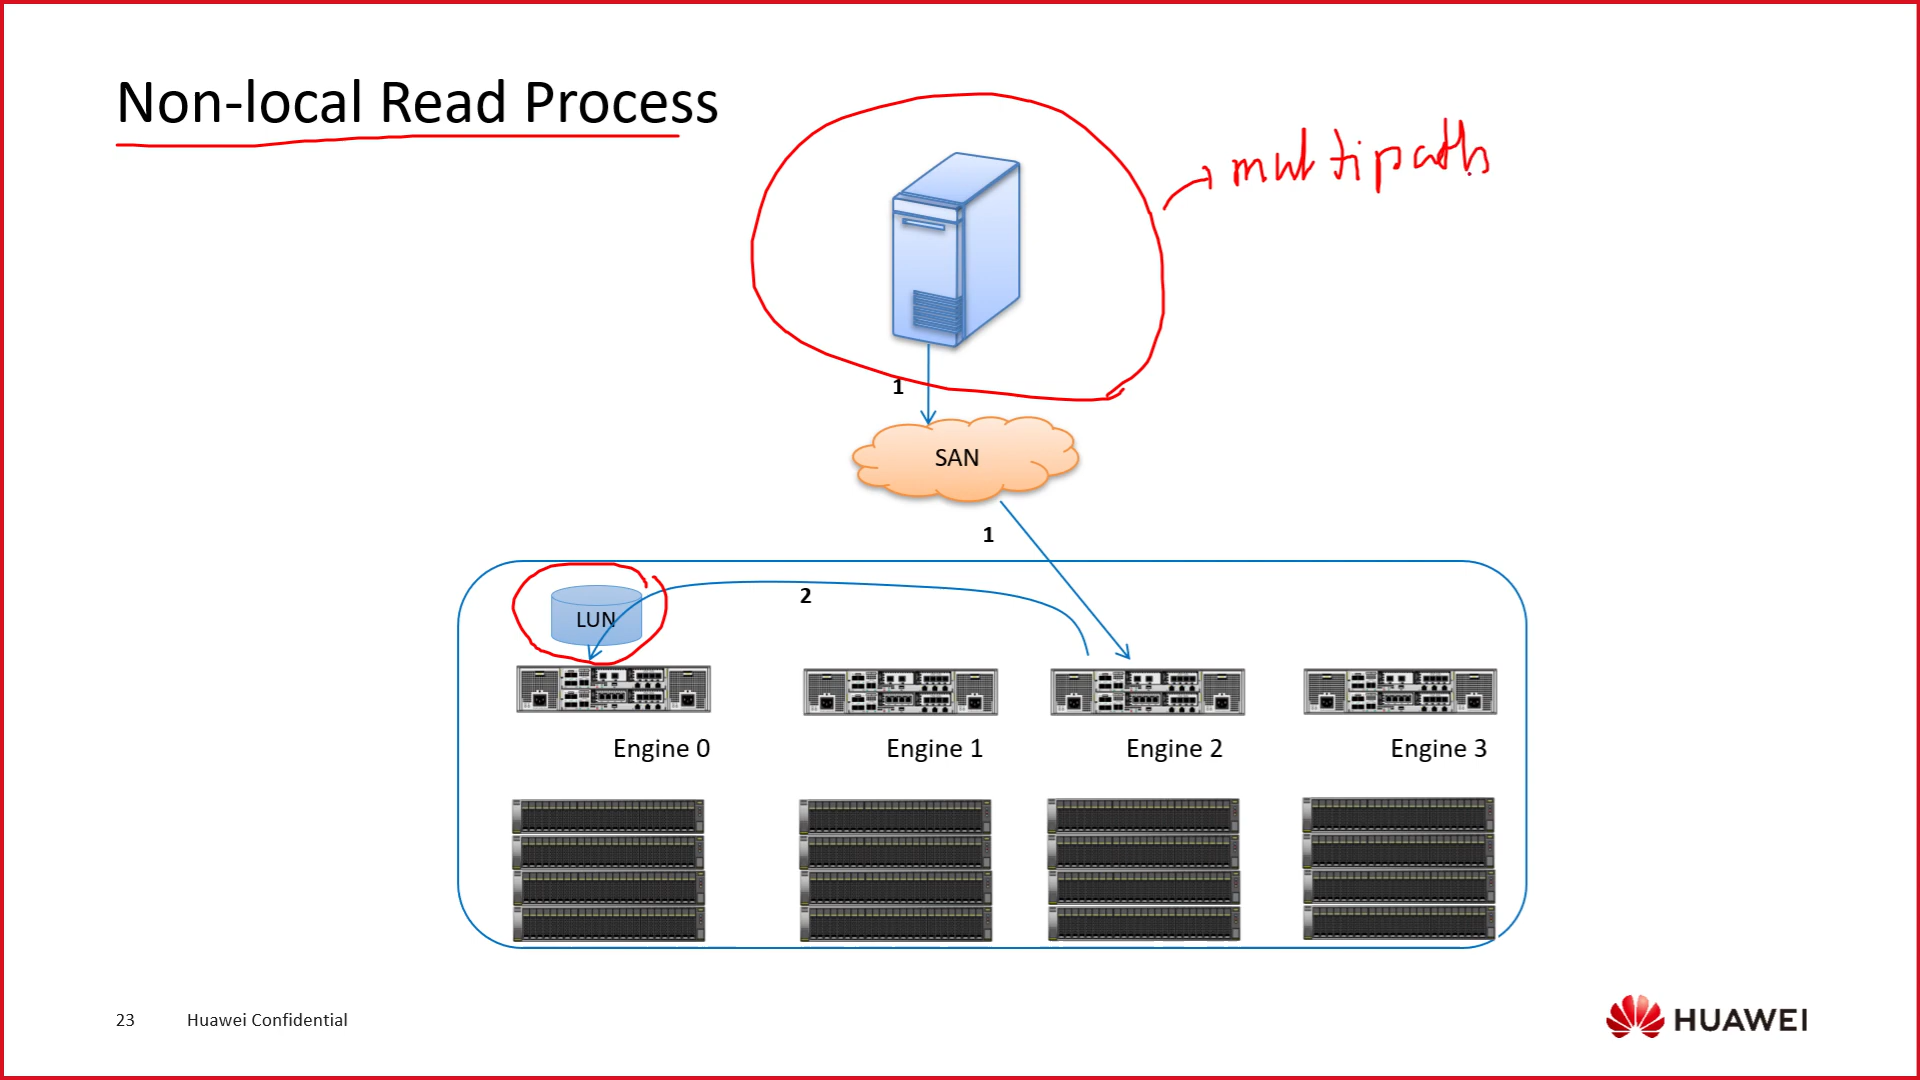 Non-local Read Process
multipath
1
SAN
1
2
LUN
Engine 0
Engine 1
Engine 2
Engine 3
23
Huawei Confidential
HUAWEI